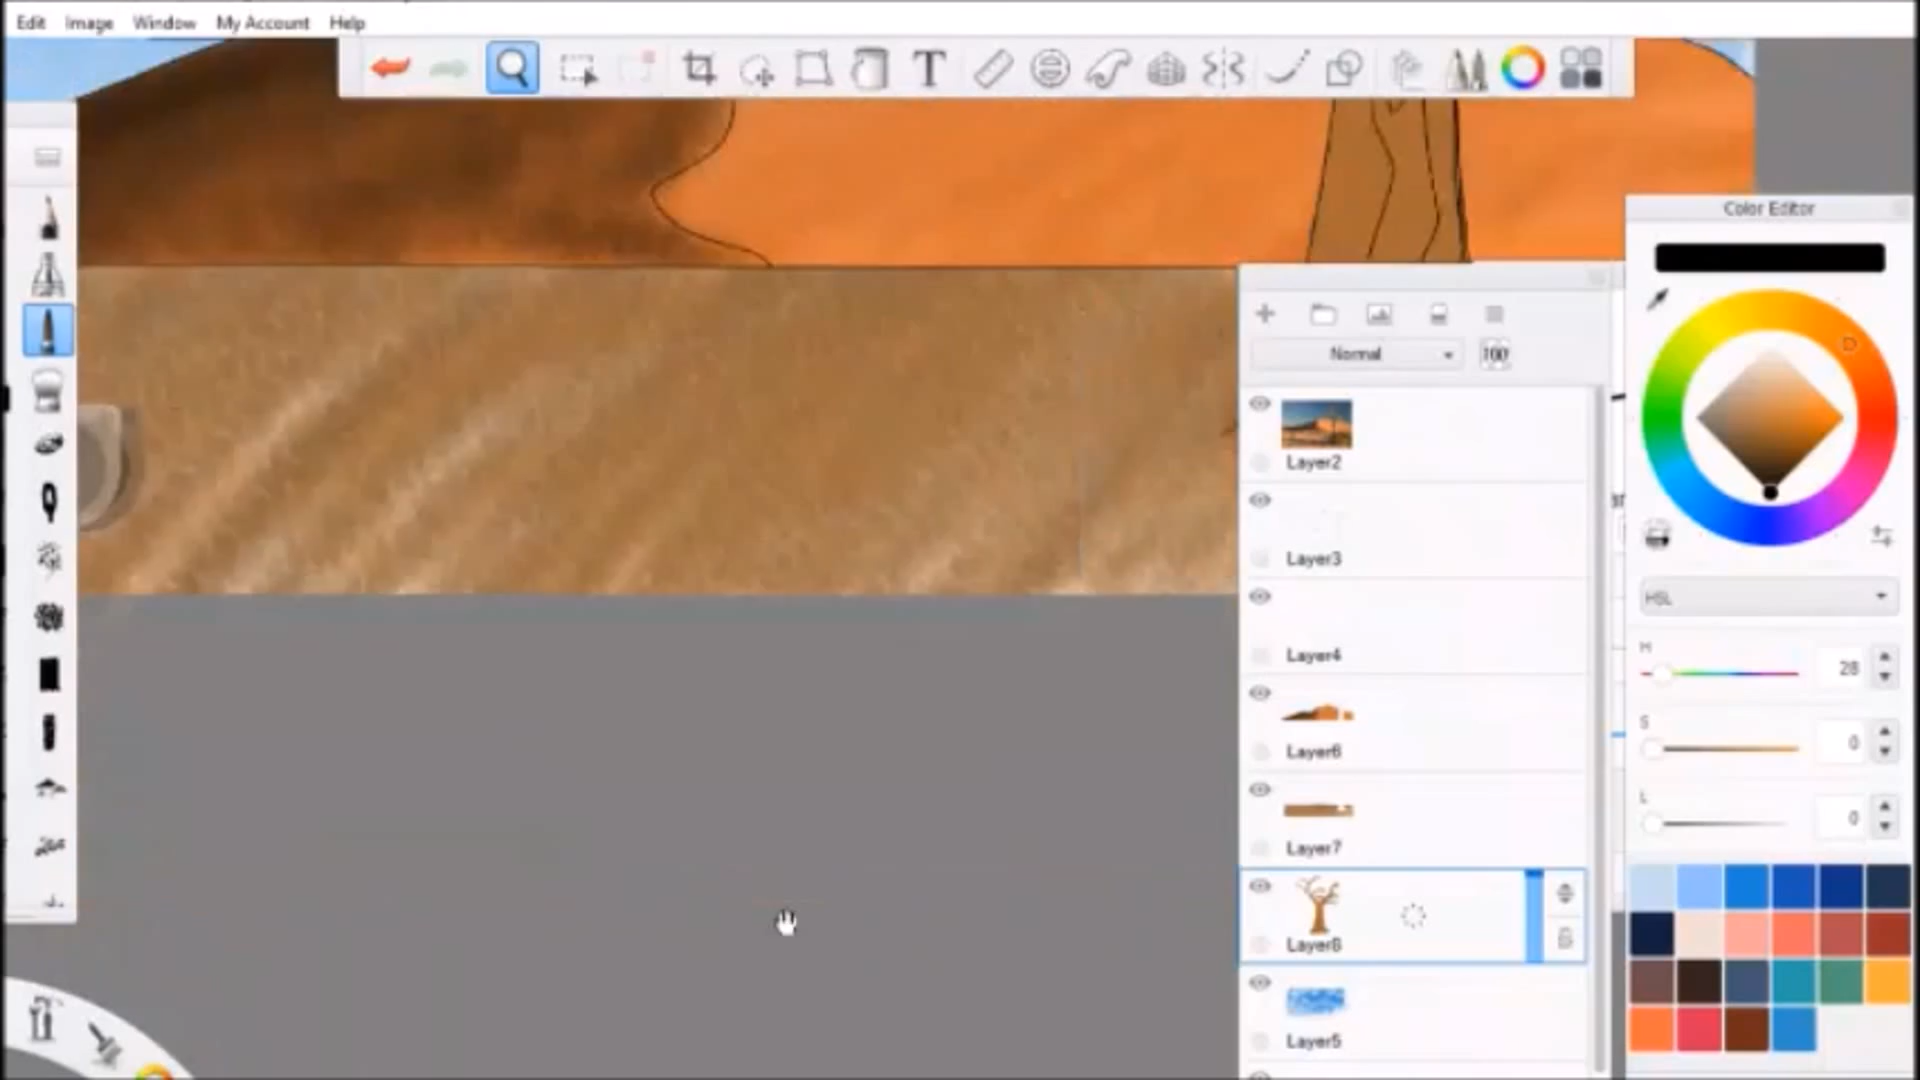 Edit Image Window My Account Help
T
Color Editor
Normal 100
Layer2
Layer3
Layer4
Layer6
Layer7
Layer8
Layer5
HSL
H 28
S 0
L 0